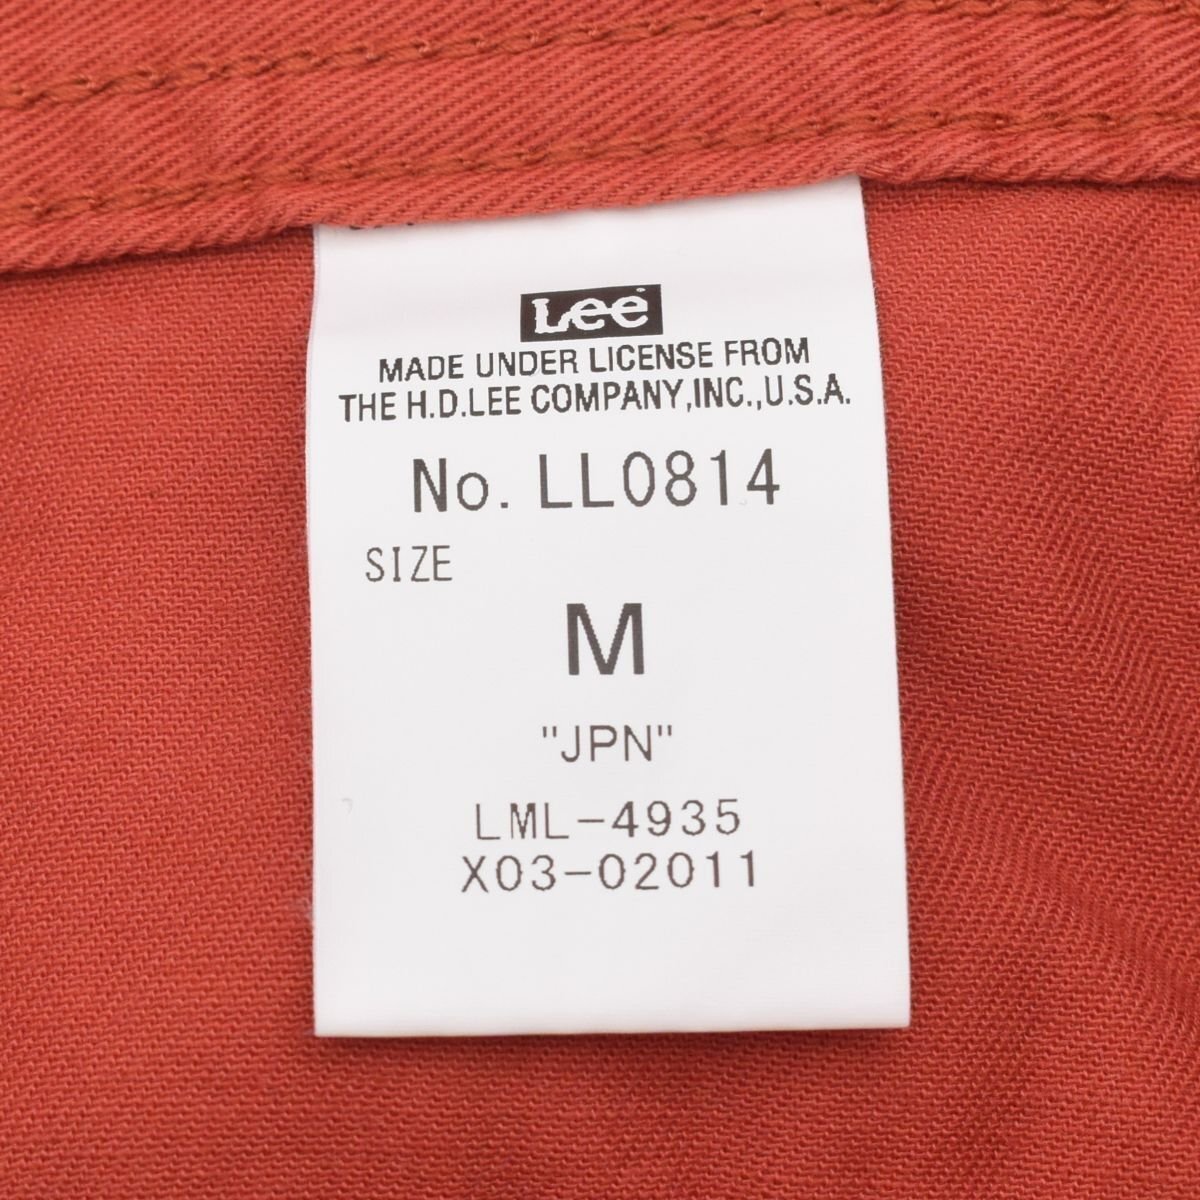 Lee
MADE UNDER LICENSE FROM
THE H.D.LEE COMPANY,INC.,U.S.A.
No. LL0814
SIZE
M
"JPN"
LML-4935
X03-02011